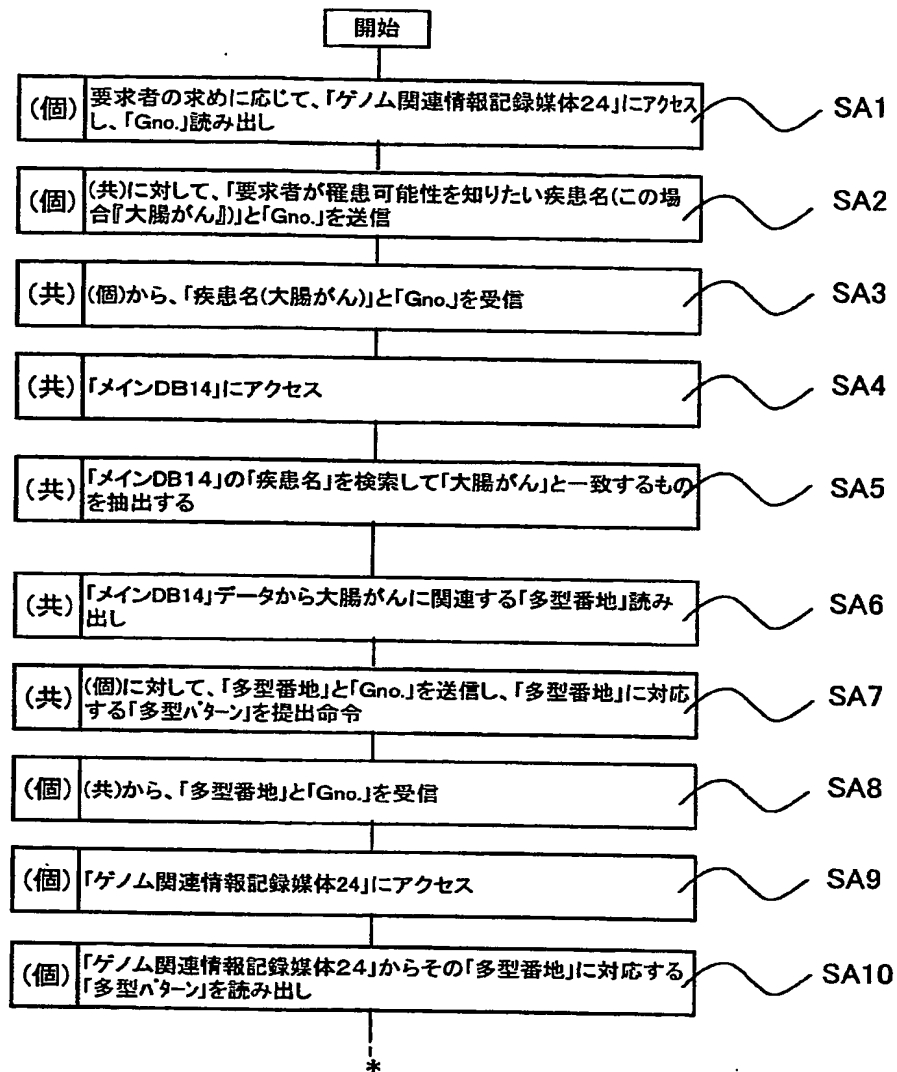 開始
(個) 要求者の求めに応じて、「ゲノム関連情報記録媒体24」にアクセス
し、「Gno.」読み出し
SA1
(個) (共)に対して、「要求者が罹患可能性を知りたい疾患名(この場
合『大腸がん』)」と「Gno.」を送信
SA2
(共) (個)から、「疾患名(大腸がん)」と「Gno.」を受信
SA3
(共) 「メインDB14」にアクセス
SA4
(共) 「メインDB14」の「疾患名」を検索して「大腸がん」と一致するもの
を抽出する
SA5
(共) 「メインDB14」データから大腸がんに関連する「多型番地」読み
出し
SA6
(共) (個)に対して、「多型番地」と「Gno.」を送信し、「多型番地」に対応
する「多型パターン」を提出命令
SA7
(個) (共)から、「多型番地」と「Gno.」を受信
SA8
(個) 「ゲノム関連情報記録媒体24」にアクセス
SA9
(個) 「ゲノム関連情報記録媒体24」からその「多型番地」に対応する
「多型パターン」を読み出し
SA10
*